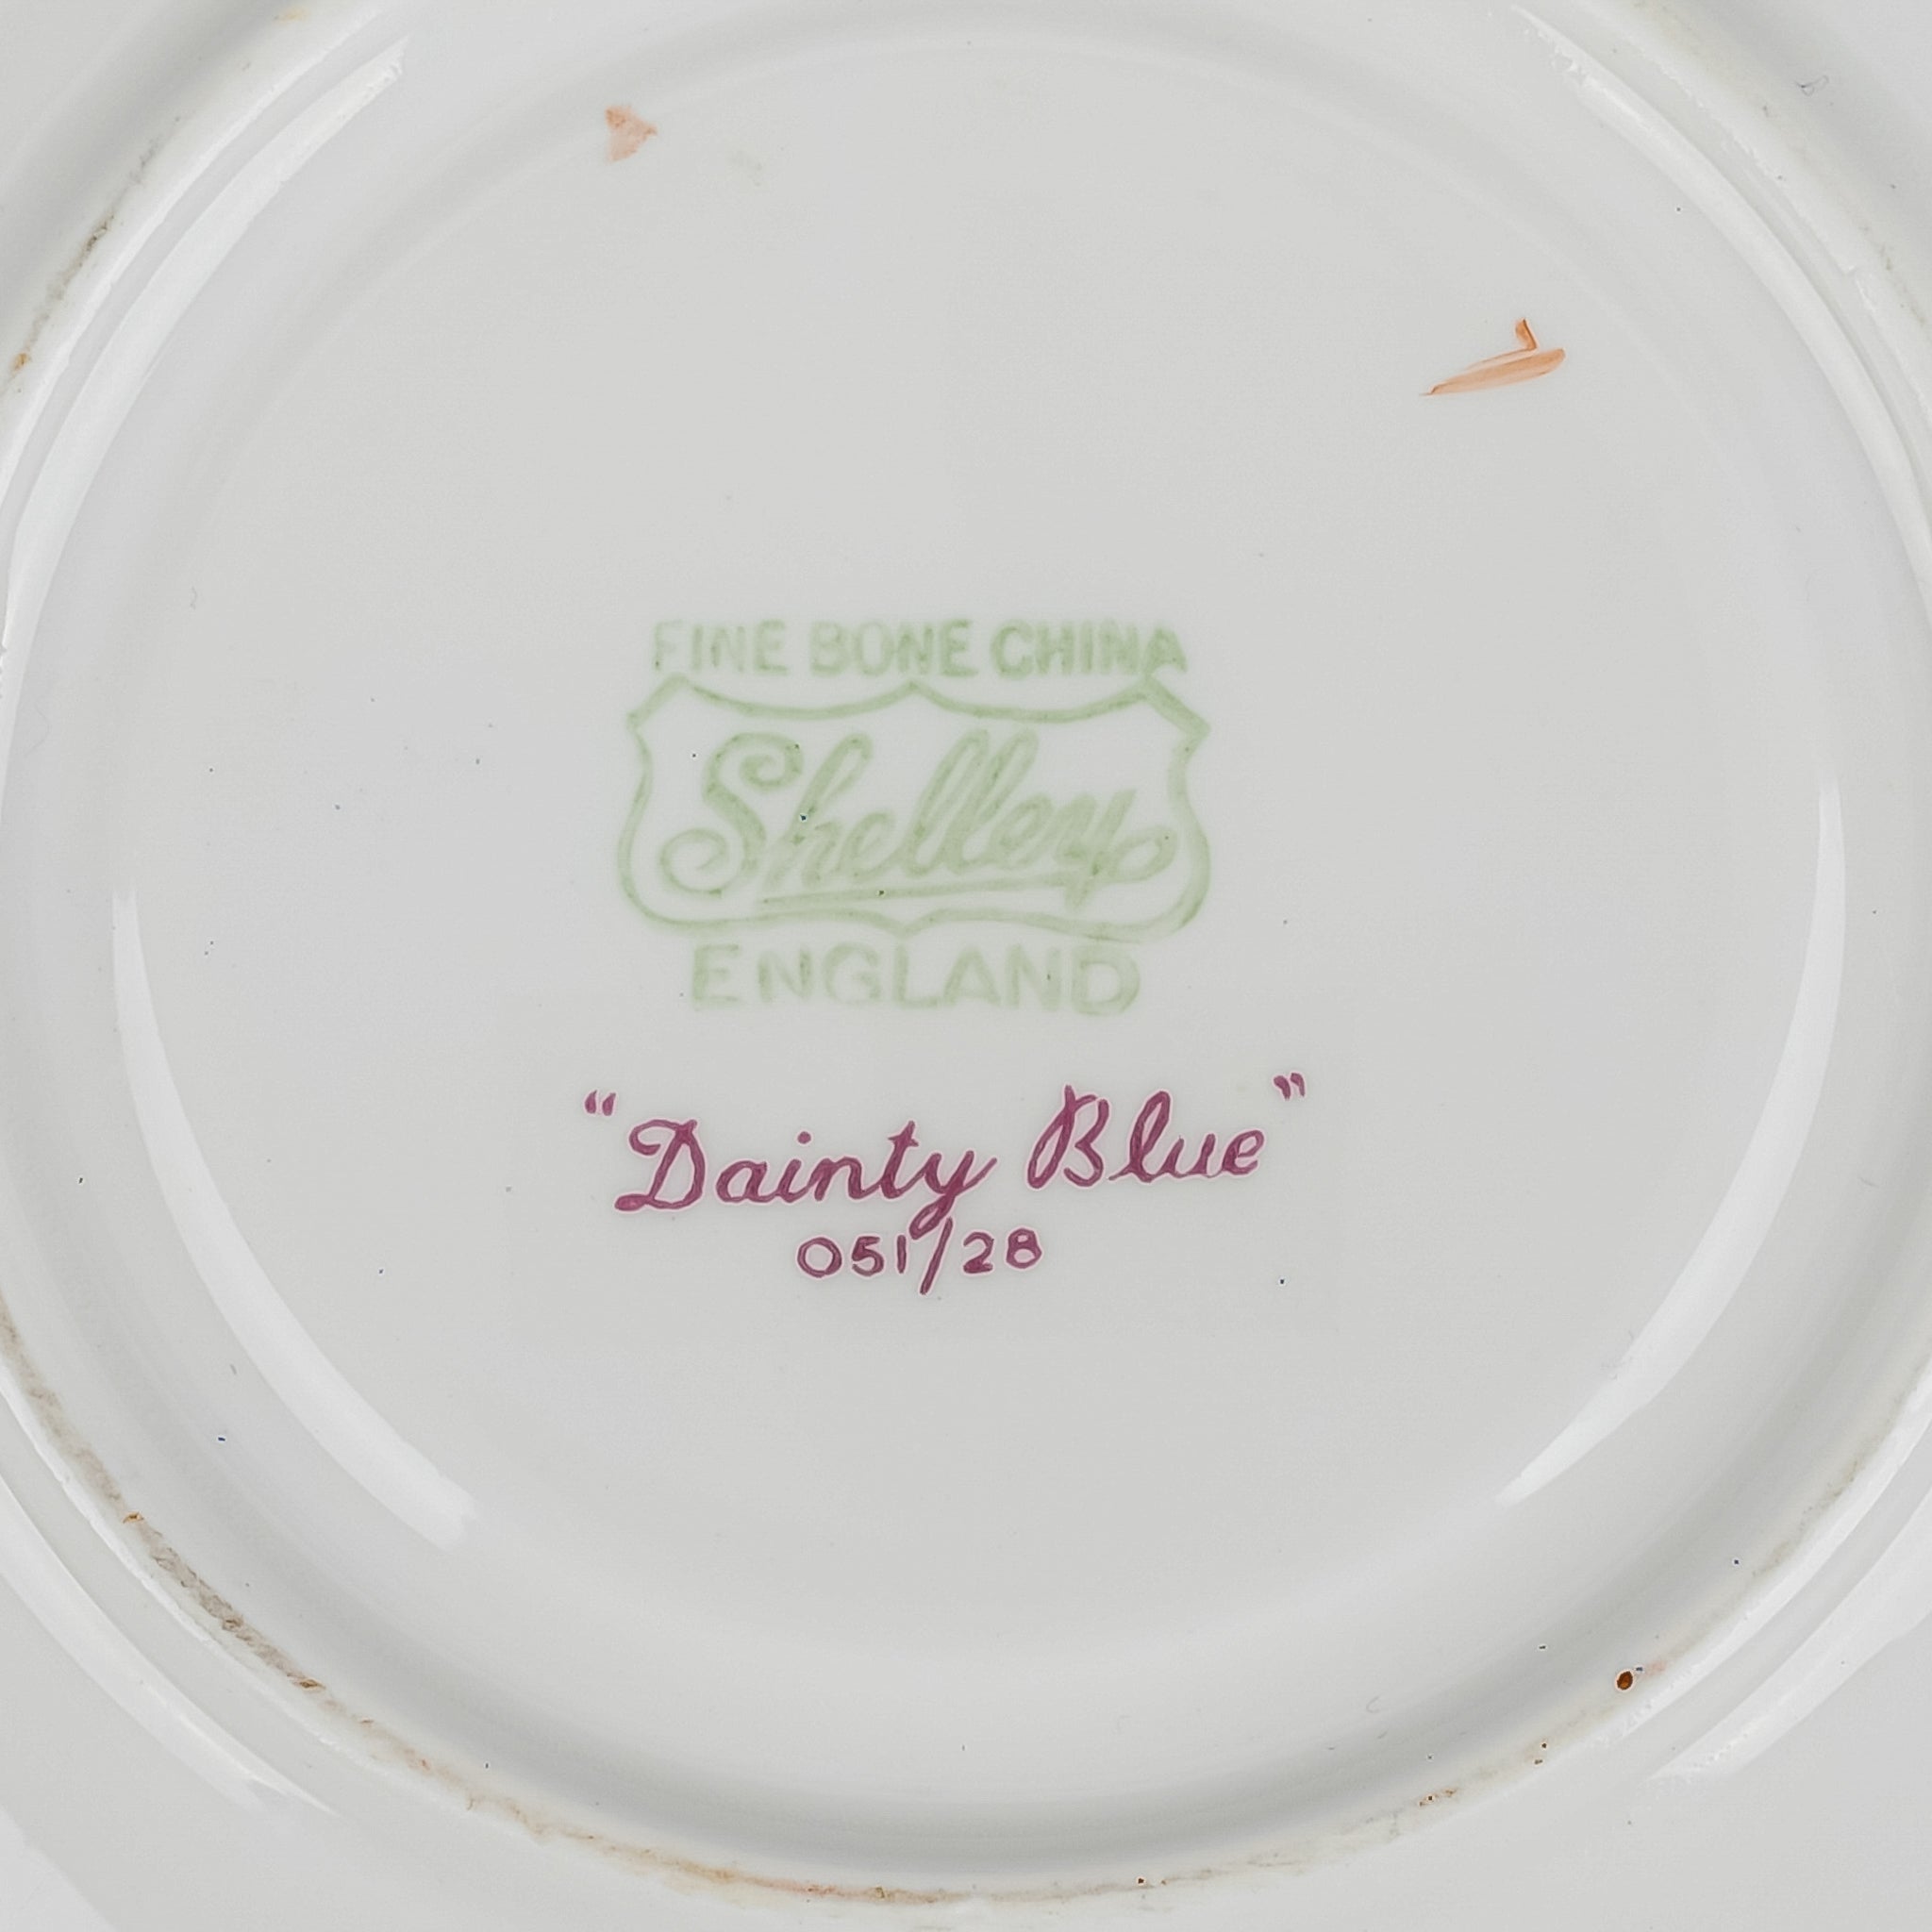 FINE BONE CHINA
Shelley
ENGLAND
“Dainty Blue”
051/28